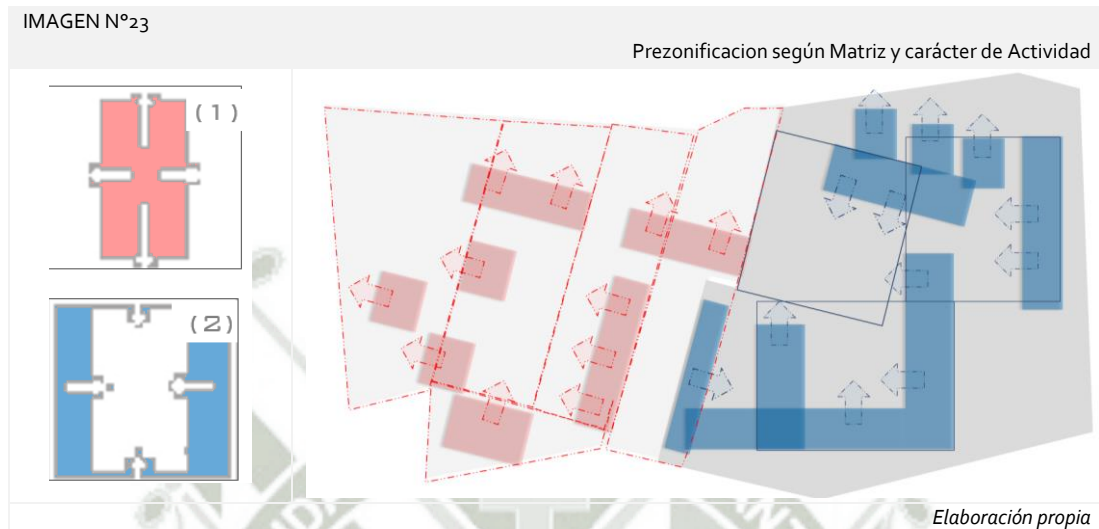 IMAGEN N°23
Prezonificacion según Matriz y carácter de Actividad
(1)
(2)
Elaboración propia